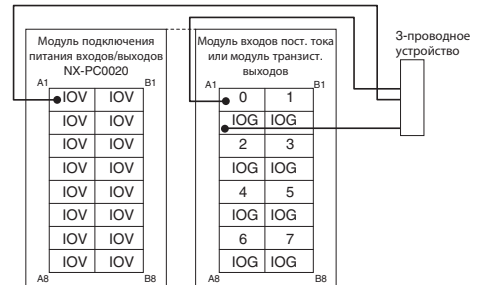 Модуль подключения
питания входов/выходов
NX-PC0020
A1 B1
IOV IOV
IOV IOV
IOV IOV
IOV IOV
IOV IOV
IOV IOV
IOV IOV
IOV IOV
A8 B8
Модуль входов пост. тока
или модуль транзист.
выходов
A1 B1
0 1
IOG IOG
2 3
IOG IOG
4 5
IOG IOG
6 7
IOG IOG
A8 B8
3-проводное
устройство